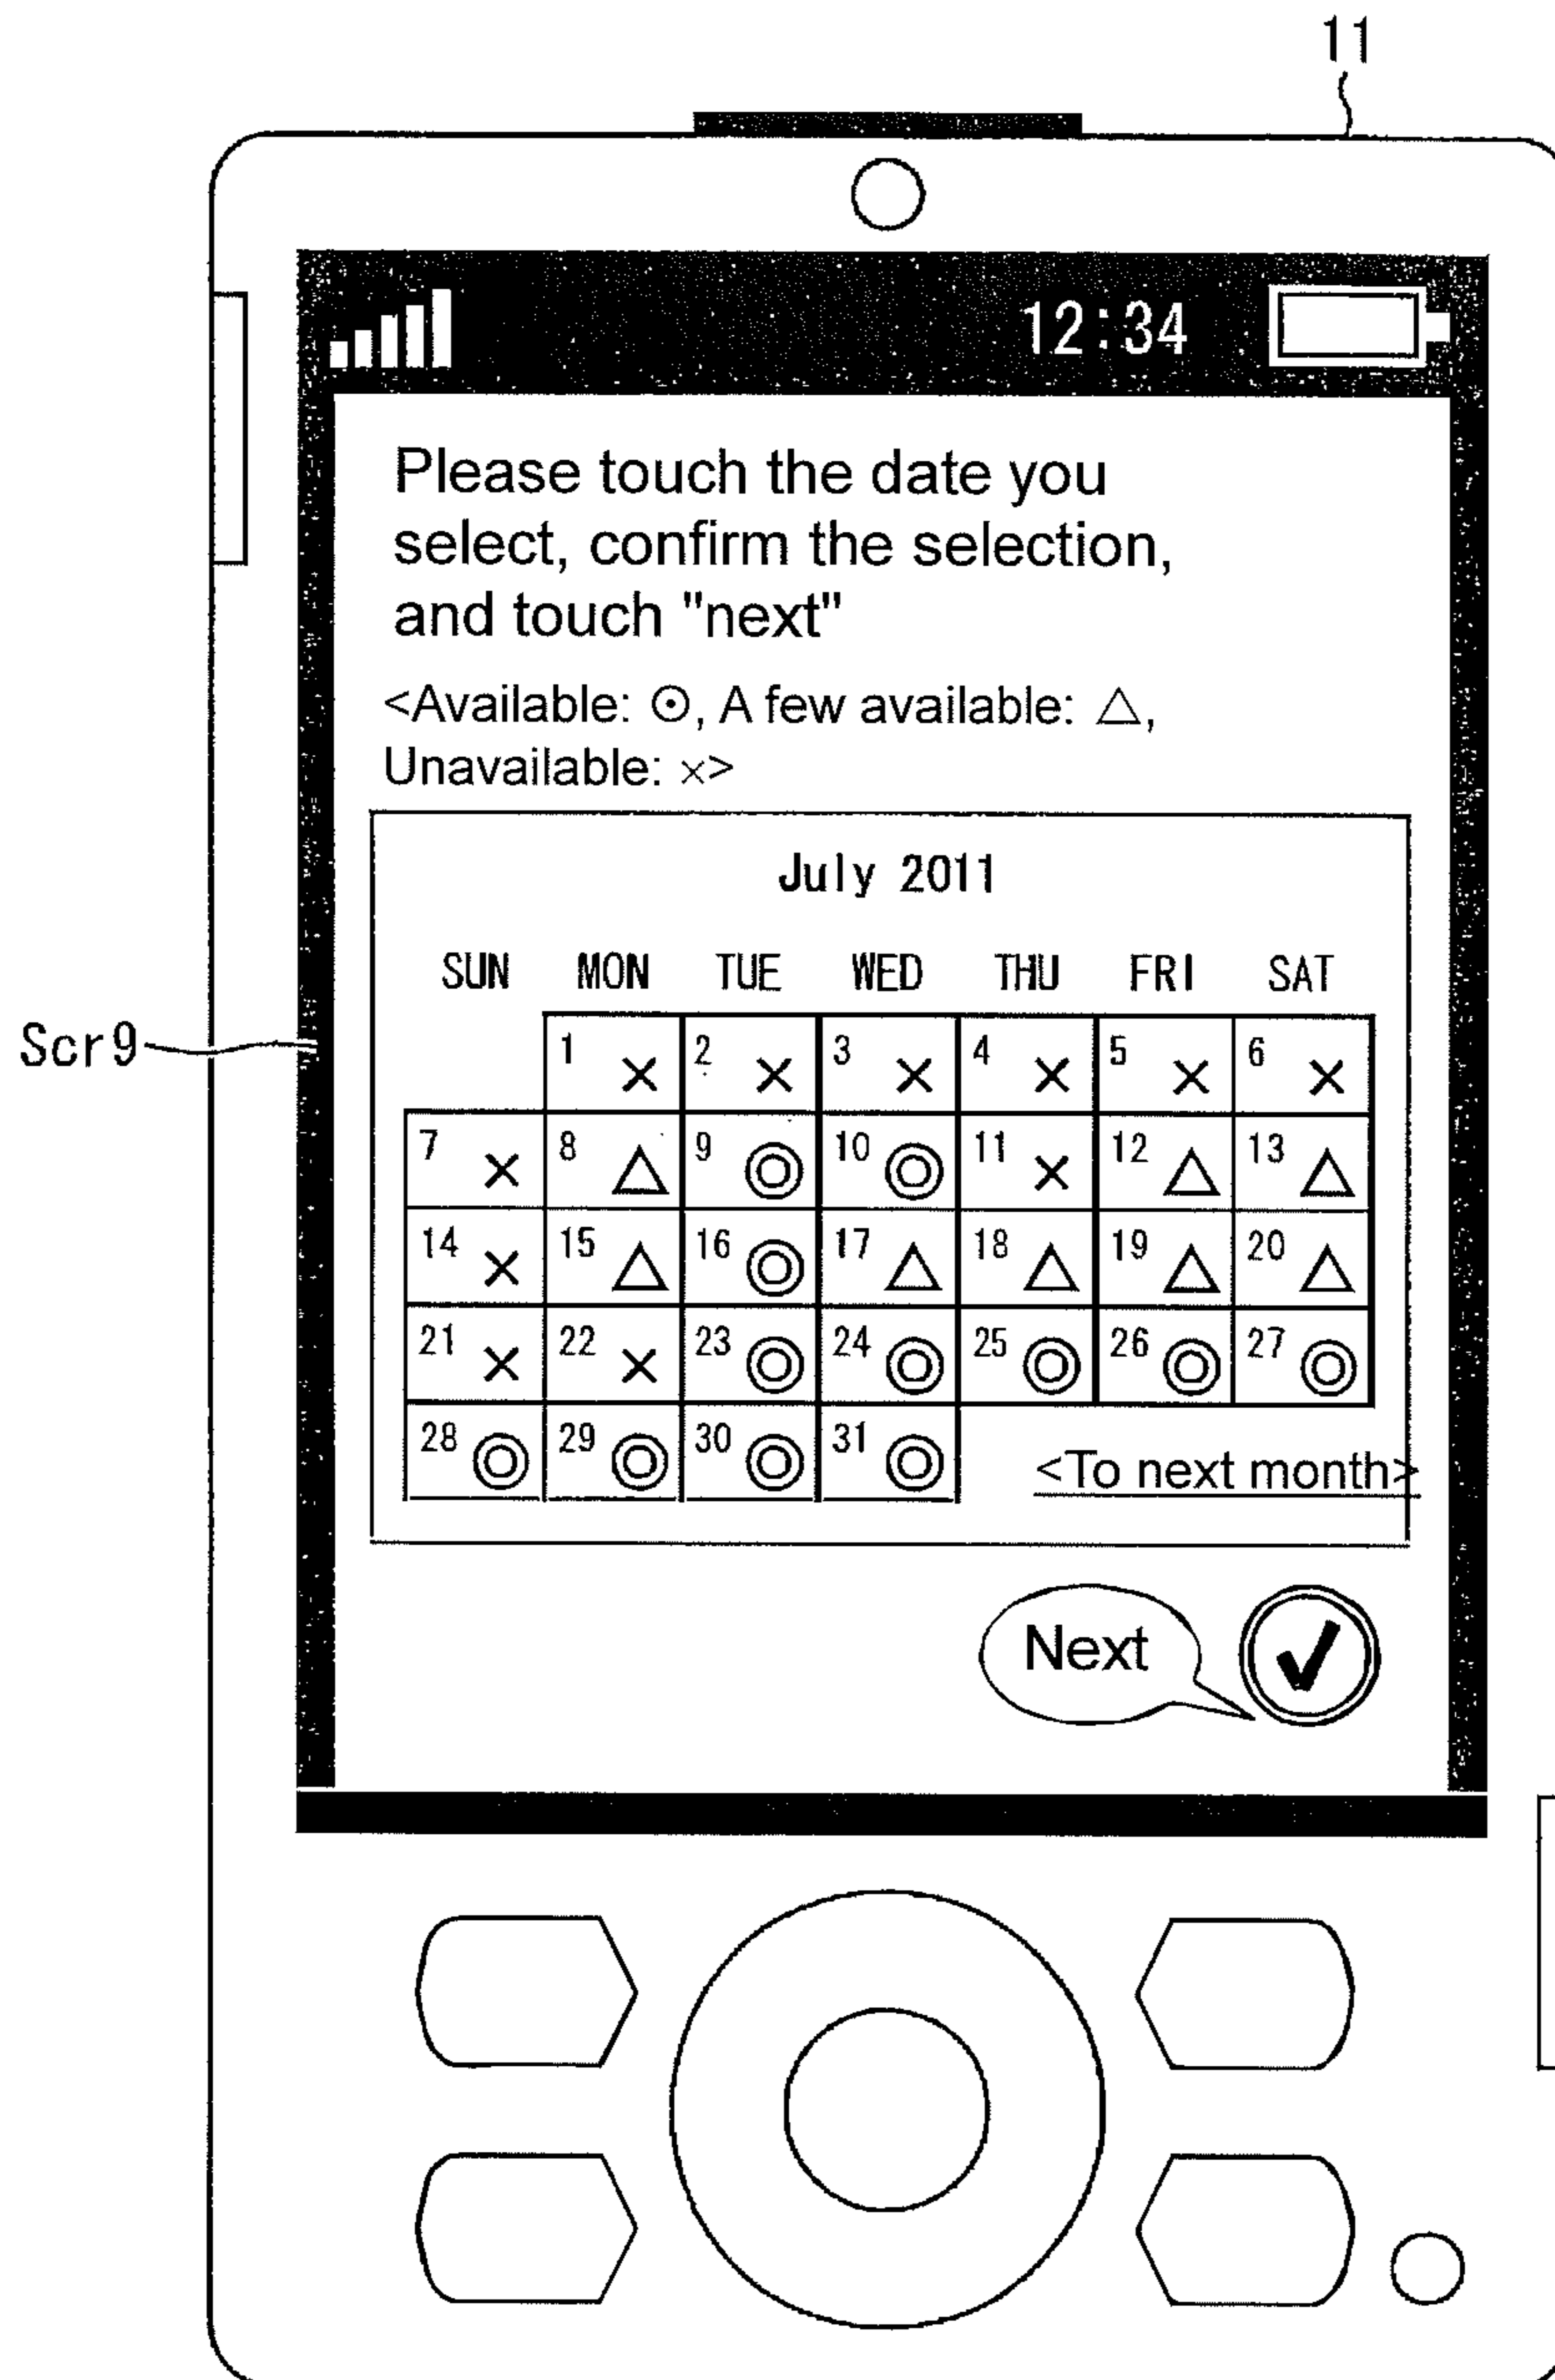 11
12:34
Please touch the date you
select, confirm the selection,
and touch "next"
<Available: ⊙, A few available: △,
Unavailable: ×>
July 2011
SUN MON TUE WED THU FRI SAT
Scr9
1 × 2 × 3 × 4 × 5 × 6 ×
7 × 8 △ 9 ◎ 10 ◎ 11 × 12 △ 13 △
14 × 15 △ 16 ◎ 17 △ 18 △ 19 △ 20 △
21 × 22 × 23 ◎ 24 ◎ 25 ◎ 26 ◎ 27 ◎
28 ◎ 29 ◎ 30 ◎ 31 ◎
<To next month>
Next